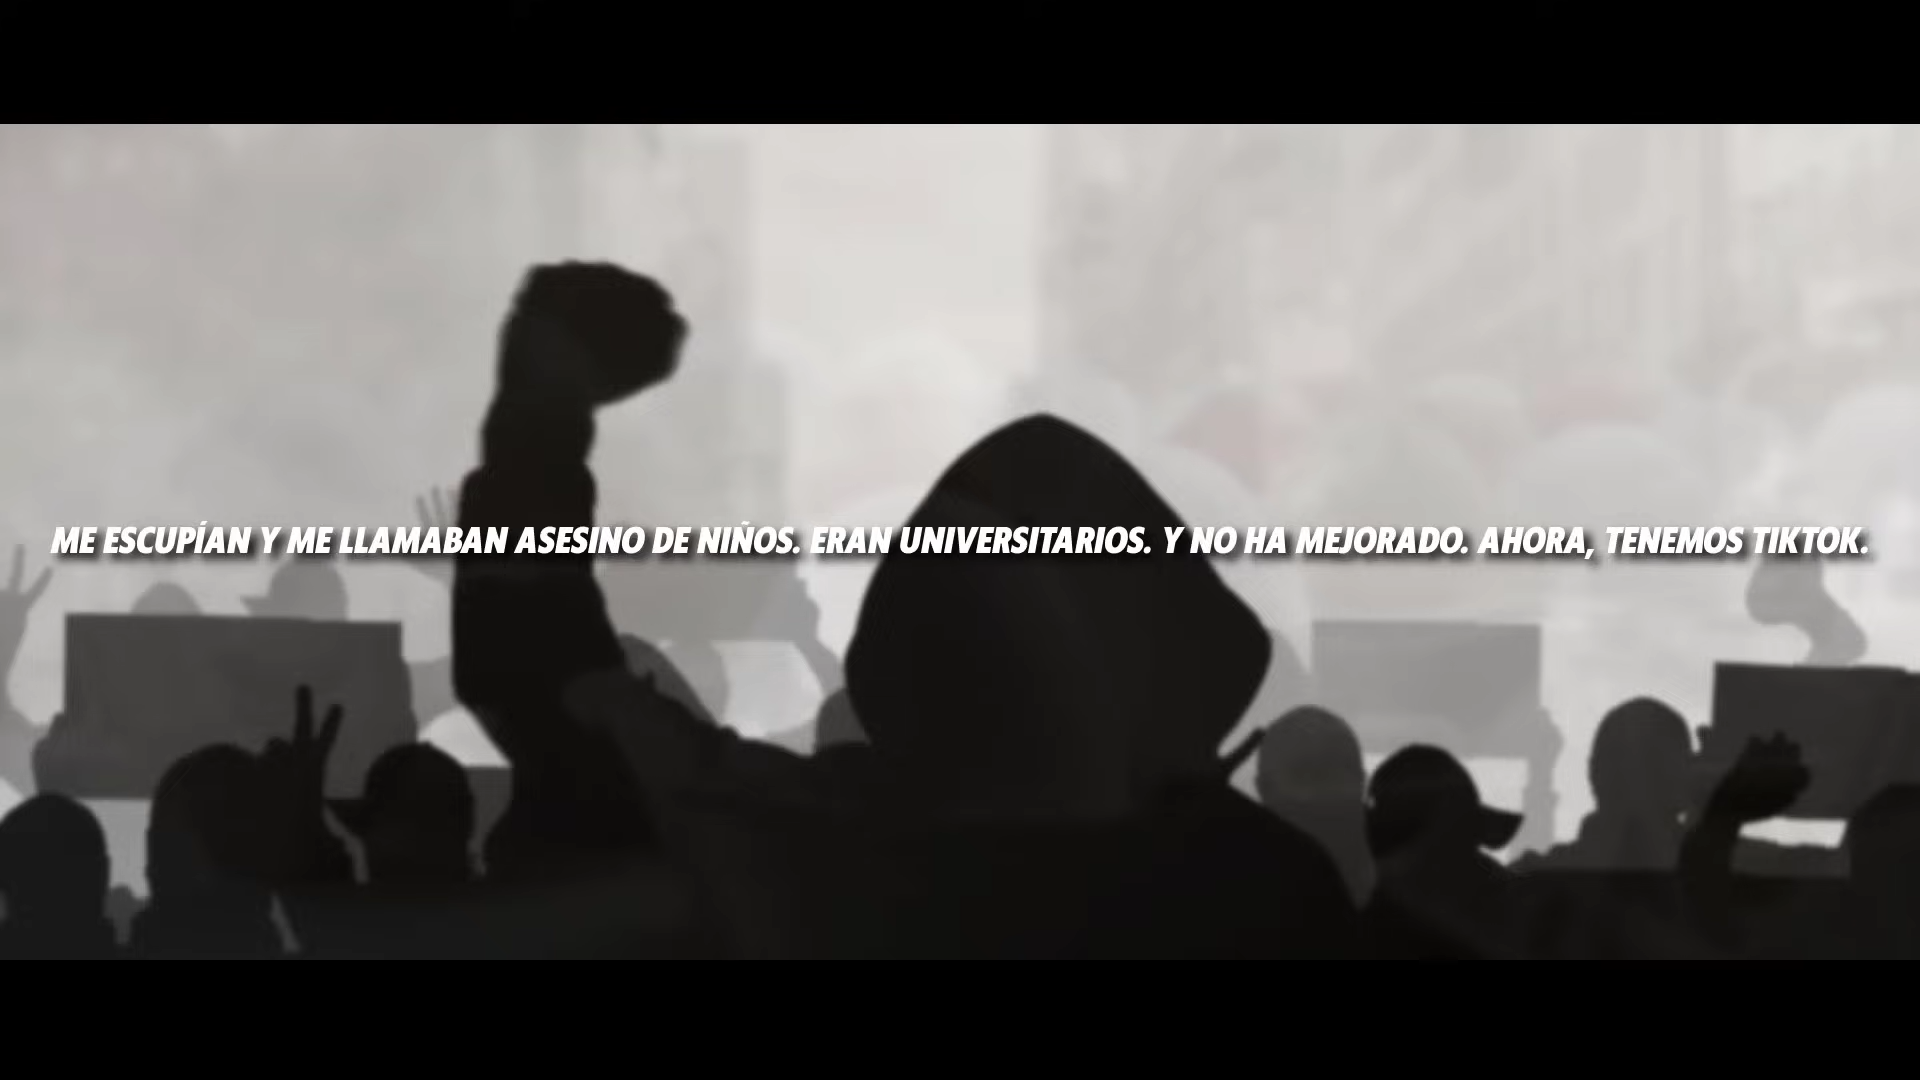 ME ESCUPÍAN Y ME LLAMABAN ASESINO DE NIÑOS. ERAN UNIVERSITARIOS. Y NO HA MEJORADO. AHORA, TENEMOS TIKTOK.